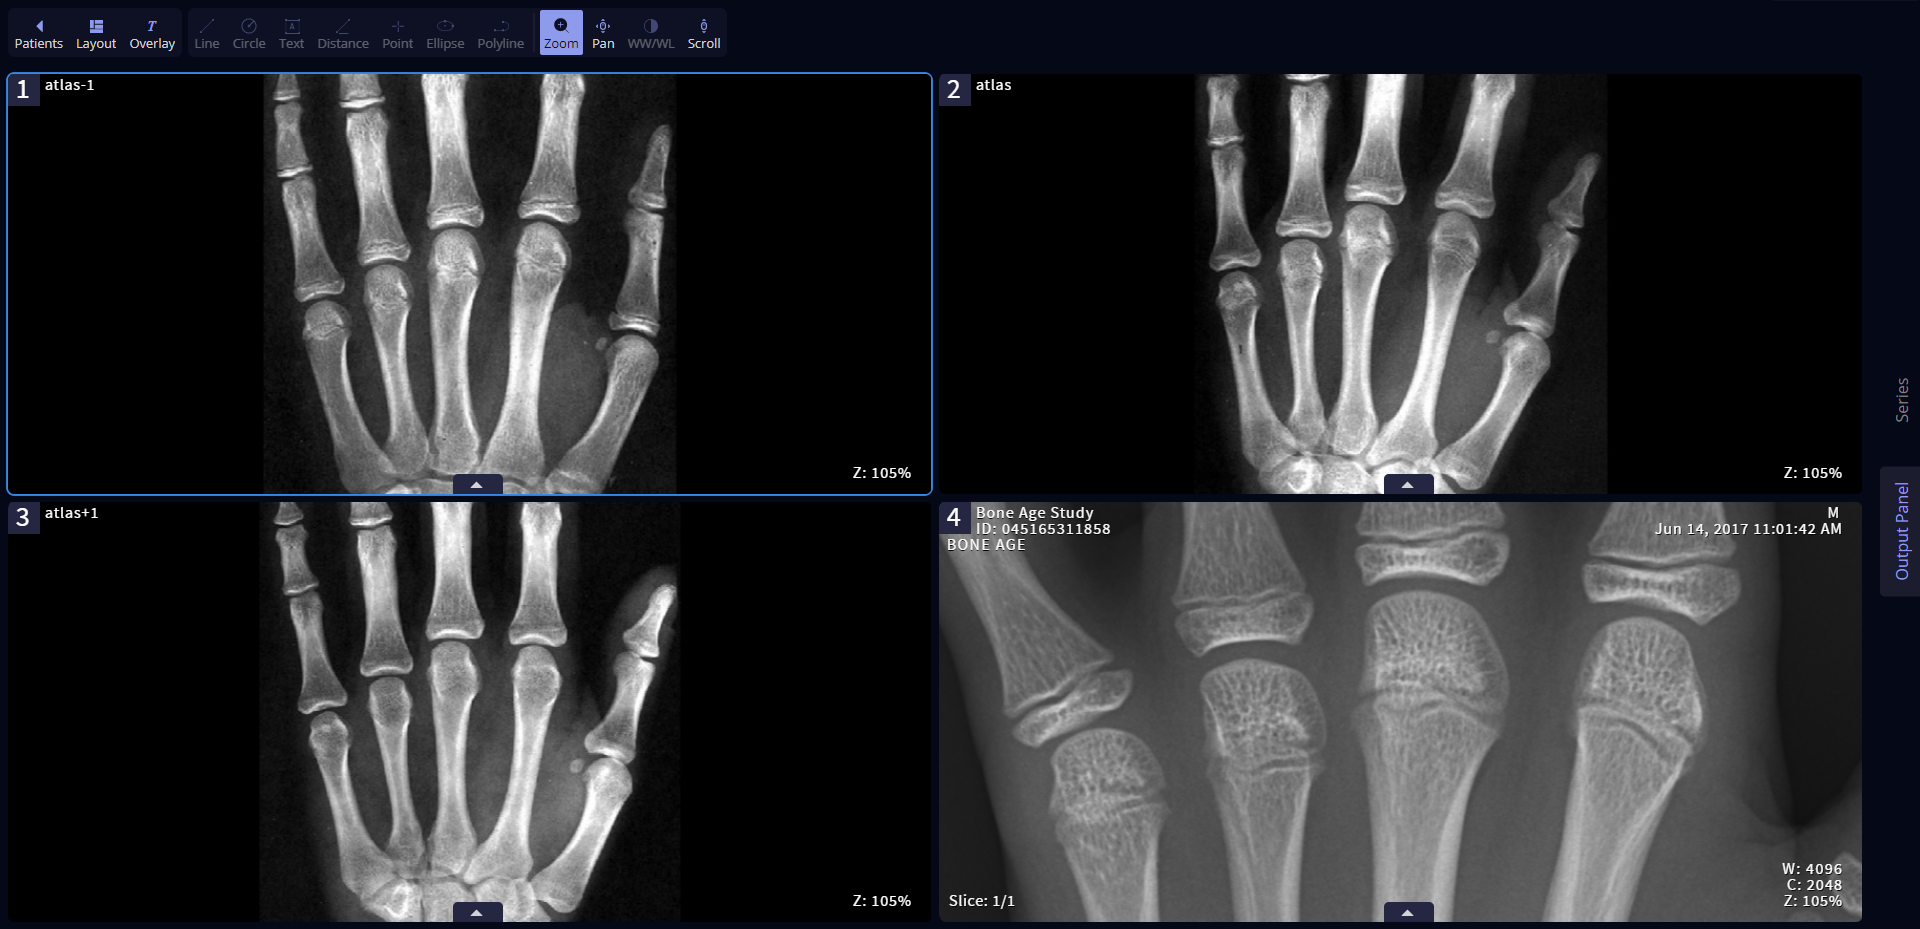 Patients Layout Overlay Line Circle Text Distance Point Ellipse Polyline Zoom Pan WW/WL Scroll
1 atlas-1
Z: 105%
2 atlas
Z: 105%
3 atlas+1
Z: 105%
4 Bone Age Study
ID: 045165311858
BONE AGE
M
Jun 14, 2017 11:01:42 AM
Slice: 1/1
W: 4096
C: 2048
Z: 105%
Series
Output Panel